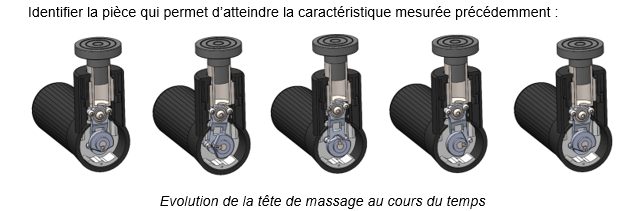 Identifier la pièce qui permet d'atteindre la caractéristique mesurée précédemment :
Evolution de la tête de massage au cours du temps